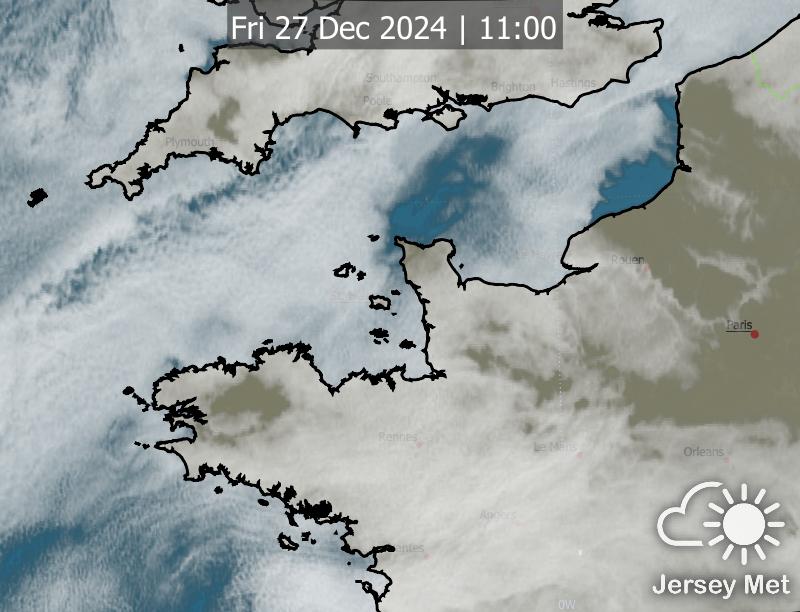 Fri 27 Dec 2024 | 11:00
Southampton
Brighton
Hastings
Poole
Plymouth
Rouen
Paris
Rennes
Le Mans
Orleans
Angers
0W
Jersey Met